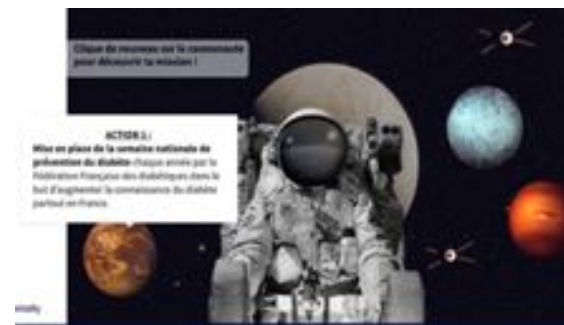 Clique de nouveau sur le cosmonaute
pour découvrir ta mission !
ACTION 1 :
Mise en place de la semaine nationale de
prévention du diabète chaque année par la
Fédération Française des diabétiques dans le
but d'augmenter la connaissance du diabète
partout en France.